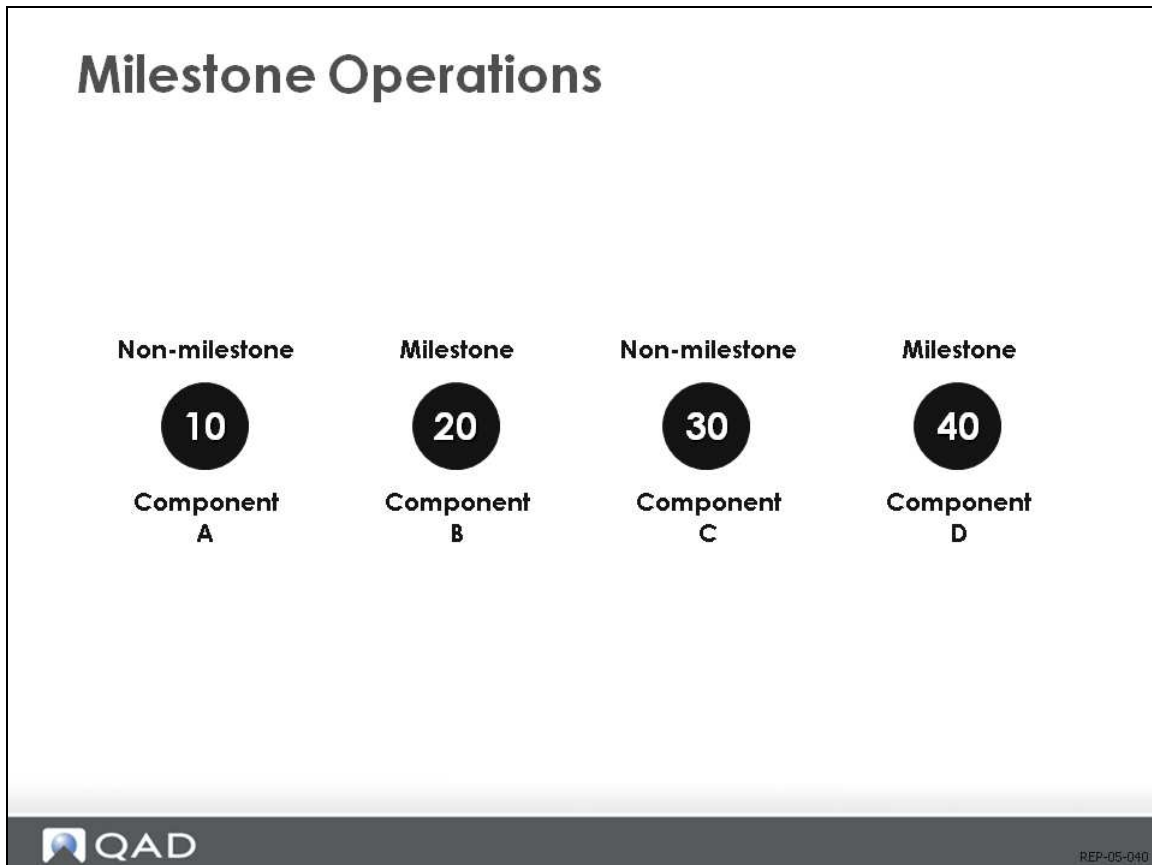 Milestone Operations
Non-milestone Milestone Non-milestone Milestone
10 20 30 40
Component Component Component Component
A B C D
QAD
REP-05-040